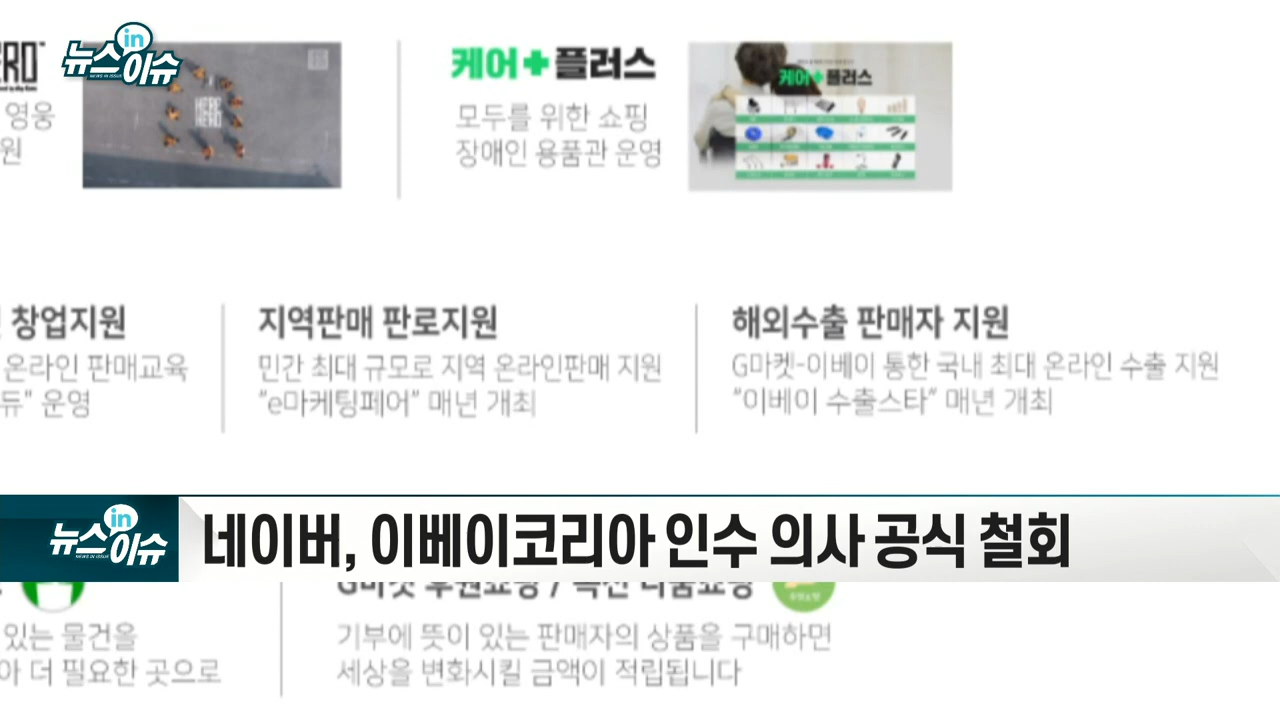 뉴스in이슈
NEWS IN ISSUE
케어+플러스
영웅
원
모두를 위한 쇼핑
장애인 용품관 운영
HERE
HERO
케어+플러스
창업지원
온라인 판매교육
듀" 운영
지역판매 판로지원
민간 최대 규모로 지역 온라인판매 지원
"e마케팅페어" 매년 개최
해외수출 판매자 지원
G마켓-이베이 통한 국내 최대 온라인 수출 지원
"이베이 수출스타" 매년 개최
뉴스in이슈
NEWS IN ISSUE
네이버, 이베이코리아 인수 의사 공식 철회
있는 물건을
아 더 필요한 곳으로
기부에 뜻이 있는 판매자의 상품을 구매하면
세상을 변화시킬 금액이 적립됩니다